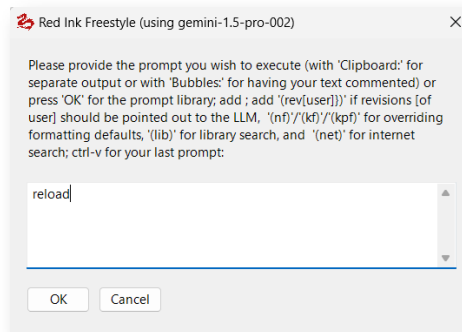 Red Ink Freestyle (using gemini-1.5-pro-002)
Please provide the prompt you wish to execute (with 'Clipboard:' for
separate output or with 'Bubbles:' for having your text commented) or
press 'OK' for the prompt library; add ; add '(rev[user]))' if revisions [of
user] should be pointed out to the LLM,  '(nf)'/'(kf)'/'(kpf)' for overriding
formatting defaults, '(lib)' for library search, and  '(net)' for internet
search; ctrl-v for your last prompt:
reload
OK Cancel